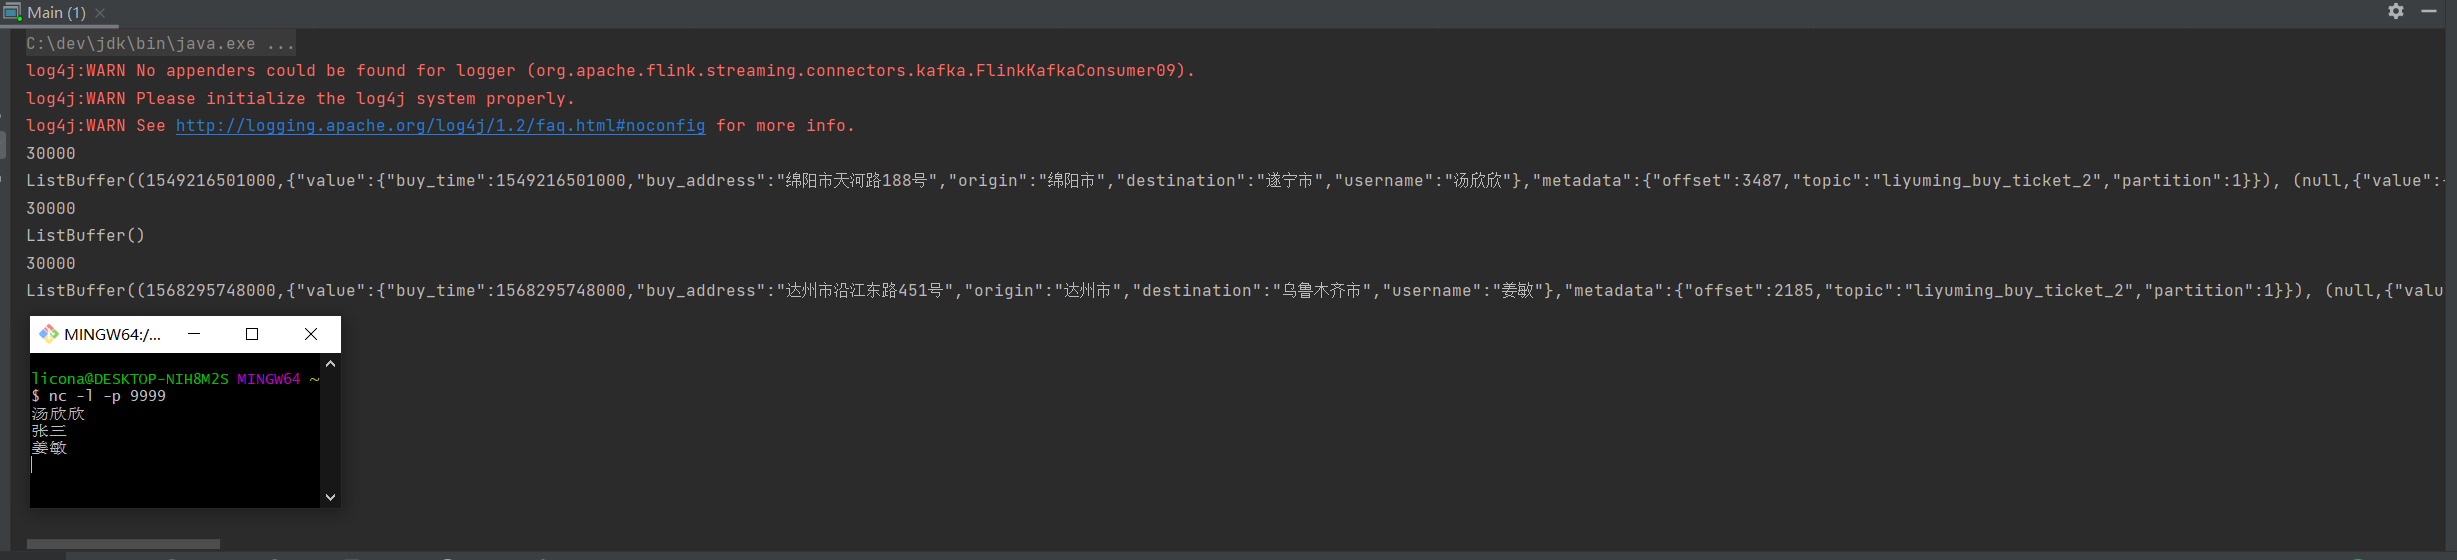 Main (1)
C:\dev\jdk\bin\java.exe ...
log4j:WARN No appenders could be found for logger (org.apache.flink.streaming.connectors.kafka.FlinkKafkaConsumer09).
log4j:WARN Please initialize the log4j system properly.
log4j:WARN See http://logging.apache.org/log4j/1.2/faq.html#noconfig for more info.
30000
ListBuffer((1549216501000,{"value":{"buy_time":1549216501000,"buy_address":"绵阳市天河路188号","origin":"绵阳市","destination":"遂宁市","username":"汤欣欣"},"metadata":{"offset":3487,"topic":"liyuming_buy_ticket_2","partition":1}}), (null,{"value":
30000
ListBuffer()
30000
ListBuffer((1568295748000,{"value":{"buy_time":1568295748000,"buy_address":"达州市沿江东路451号","origin":"达州市","destination":"乌鲁木齐市","username":"姜敏"},"metadata":{"offset":2185,"topic":"liyuming_buy_ticket_2","partition":1}}), (null,{"valu
MINGW64:/...
licona@DESKTOP-NIH8M2S MINGW64 ~
$ nc -l -p 9999
汤欣欣
张三
姜敏